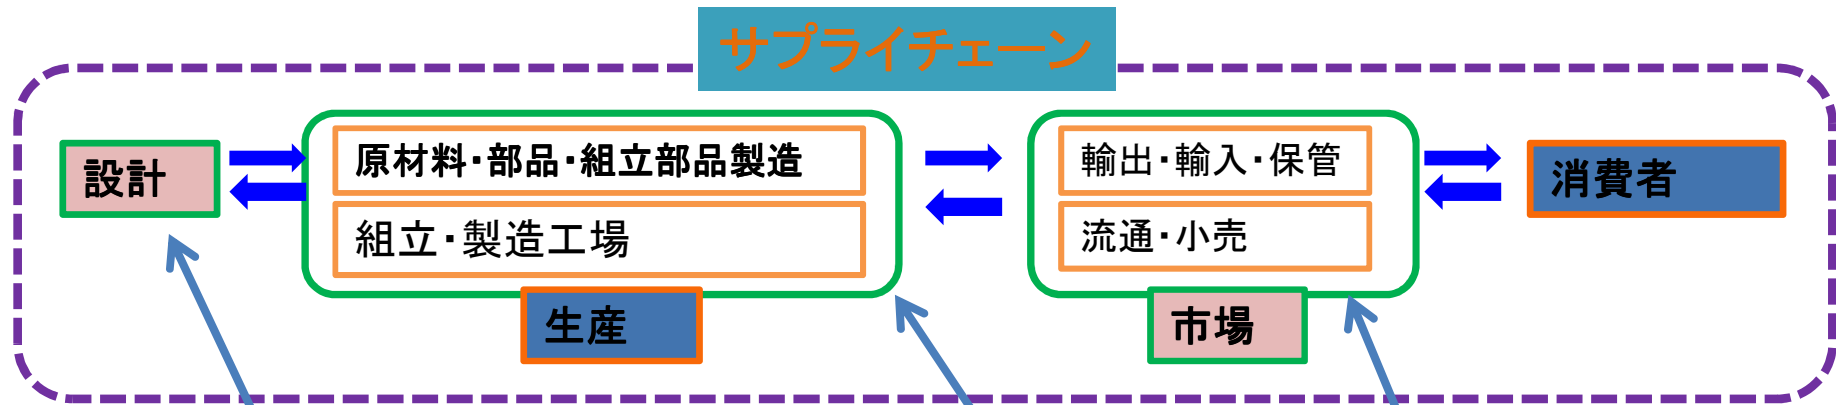 サプライチェーン
設計
原材料・部品・組立部品製造
組立・製造工場
生産
輸出・輸入・保管
流通・小売
市場
消費者